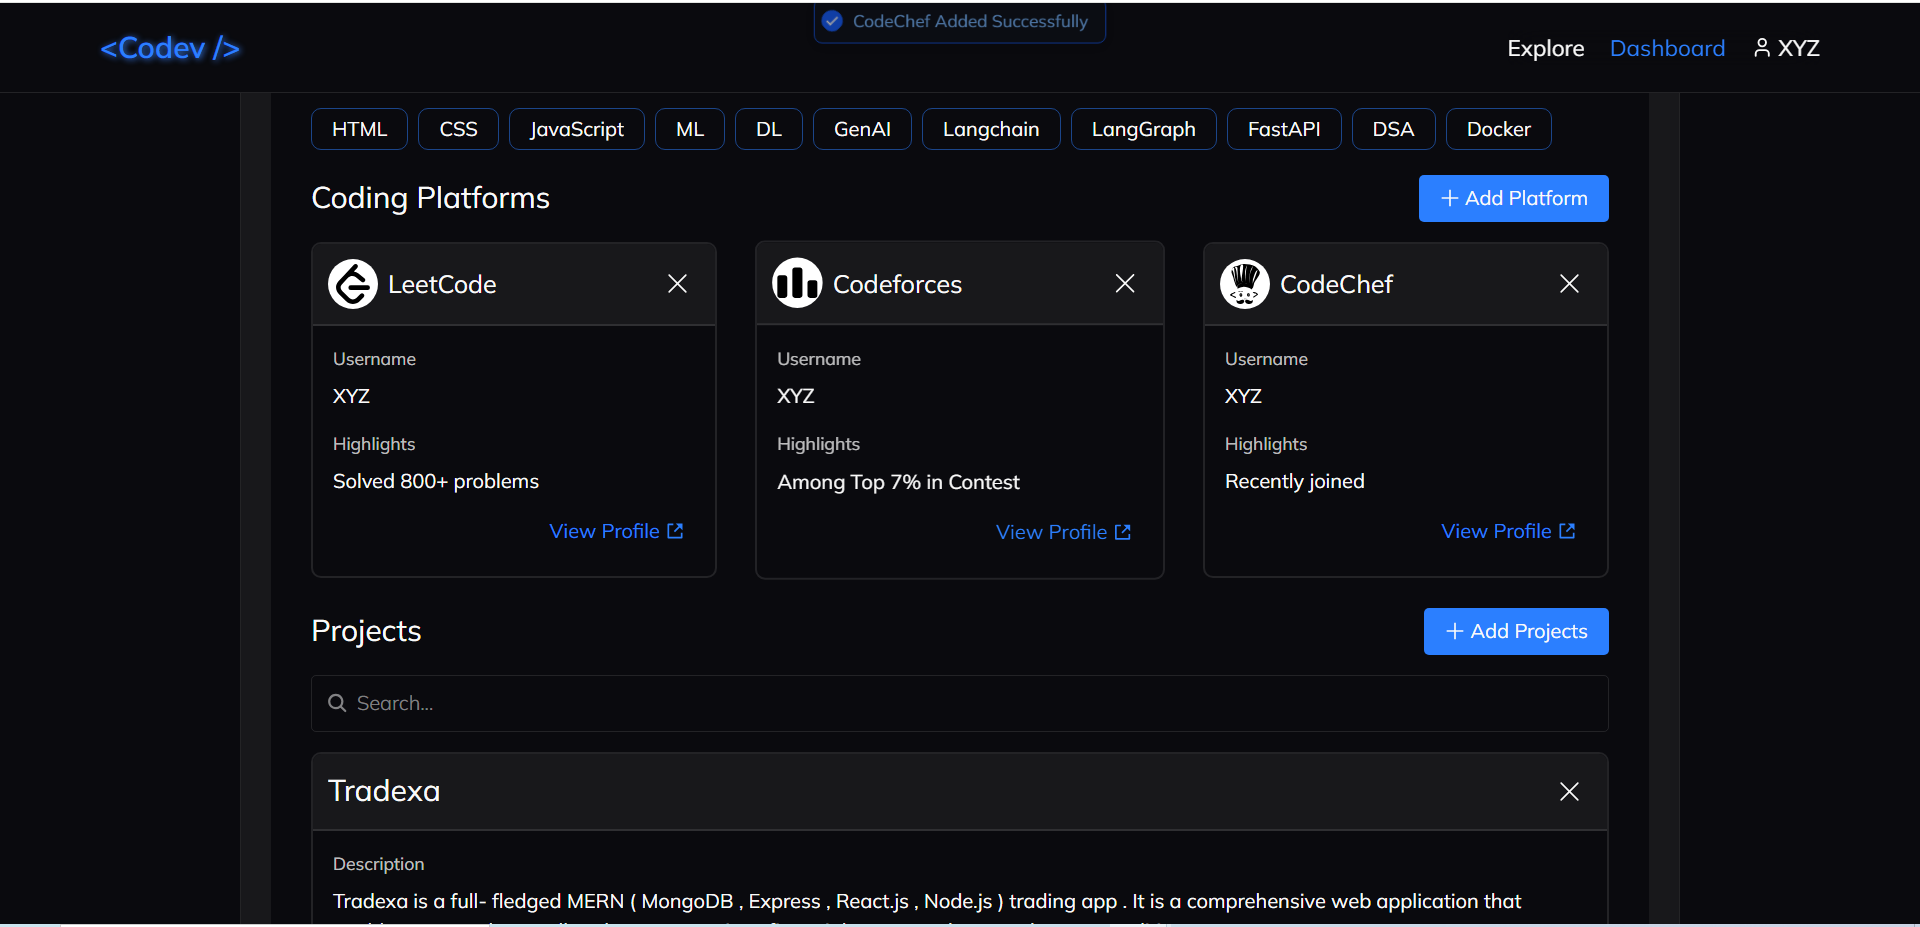 CodeChef Added Successfully
<Codev /> Explore Dashboard XYZ
HTML CSS JavaScript ML DL GenAI Langchain LangGraph FastAPI DSA Docker
Coding Platforms + Add Platform
LeetCode
Username
XYZ
Highlights
Solved 800+ problems
View Profile
Codeforces
Username
XYZ
Highlights
Among Top 7% in Contest
View Profile
CodeChef
Username
XYZ
Highlights
Recently joined
View Profile
Projects + Add Projects
Search...
Tradexa
Description
Tradexa is a full- fledged MERN ( MongoDB , Express , React.js , Node.js ) trading app . It is a comprehensive web application that